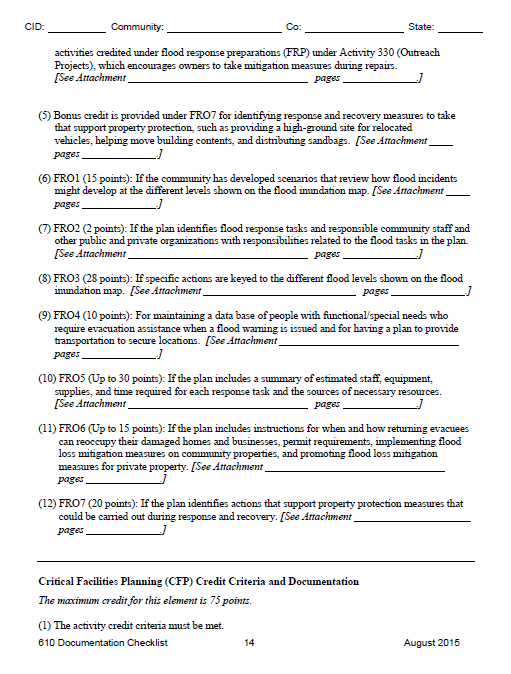 CID: __________ Community: ______________________ Co: ___________________ State: ________
activities credited under flood response preparations (FRP) under Activity 330 (Outreach
Projects), which encourages owners to take mitigation measures during repairs.
[See Attachment ______________________________ pages _____________.]
(5) Bonus credit is provided under FRO7 for identifying response and recovery measures to take
that support property protection, such as providing a high-ground site for relocated
vehicles, helping move building contents, and distributing sandbags. [See Attachment ____
pages _____________.]
(6) FRO1 (15 points): If the community has developed scenarios that review how flood incidents
might develop at the different levels shown on the flood inundation map. [See Attachment ____
pages _____________.]
(7) FRO2 (2 points): If the plan identifies flood response tasks and responsible community staff and
other public and private organizations with responsibilities related to the flood tasks in the plan.
[See Attachment ______________________________ pages _____________.]
(8) FRO3 (28 points): If specific actions are keyed to the different flood levels shown on the flood
inundation map. [See Attachment ______________________________ pages _____________.]
(9) FRO4 (10 points): For maintaining a data base of people with functional/special needs who
require evacuation assistance when a flood warning is issued and for having a plan to provide
transportation to secure locations. [See Attachment ______________________________
pages _____________.]
(10) FRO5 (Up to 30 points): If the plan includes a summary of estimated staff, equipment,
supplies, and time required for each response task and the sources of necessary resources.
[See Attachment ______________________________ pages _____________.]
(11) FRO6 (Up to 15 points): If the plan includes instructions for when and how returning evacuees
can reoccupy their damaged homes and businesses, permit requirements, implementing flood
loss mitigation measures on community properties, and promoting flood loss mitigation
measures for private property. [See Attachment ______________________________
pages _____________.]
(12) FRO7 (20 points): If the plan identifies actions that support property protection measures that
could be carried out during response and recovery. [See Attachment ____________________
pages _____________.]
Critical Facilities Planning (CFP) Credit Criteria and Documentation
The maximum credit for this element is 75 points.
(1) The activity credit criteria must be met.
610 Documentation Checklist 14 August 2015